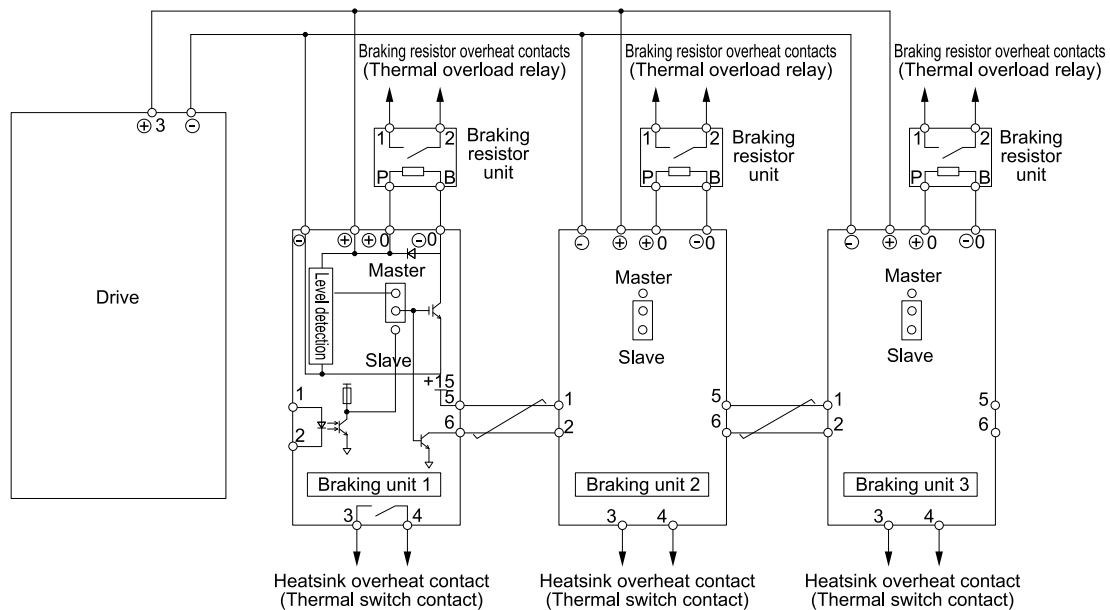 Braking resistor overheat contacts
(Thermal overload relay)
Braking resistor overheat contacts
(Thermal overload relay)
Braking resistor overheat contacts
(Thermal overload relay)
⊕ 3 ⊖
1 2
P B
Braking
resistor
unit
1 2
P B
Braking
resistor
unit
1 2
P B
Braking
resistor
unit
Drive
⊖ ⊕ ⊕0 ⊖0
Master
Level detection
Slave
+15
1
2
5
6
Braking unit 1
3 4
⊖ ⊕ ⊕0 ⊖0
Master
Slave
1
2
5
6
Braking unit 2
3 4
⊖ ⊕ ⊕0 ⊖0
Master
Slave
1
2
5
6
Braking unit 3
3 4
Heatsink overheat contact
(Thermal switch contact)
Heatsink overheat contact
(Thermal switch contact)
Heatsink overheat contact
(Thermal switch contact)